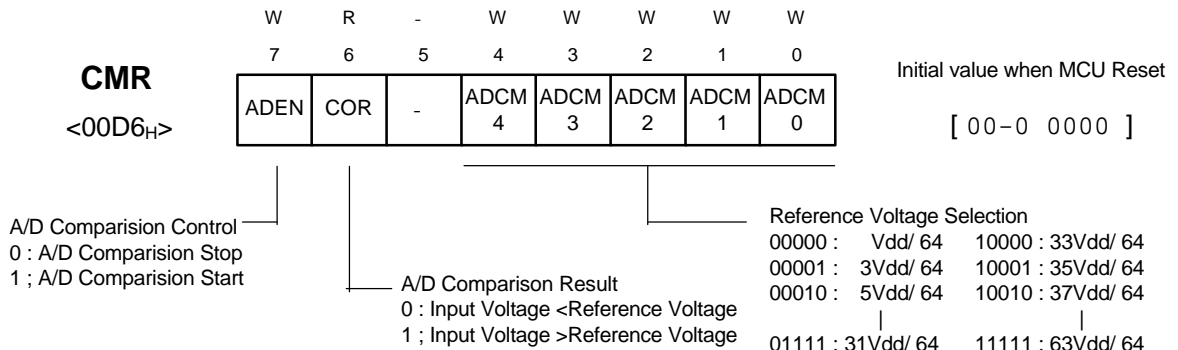 W R - W W W W W
7 6 5 4 3 2 1 0
CMR
<00D6H>
ADEN COR - ADCM 4 ADCM 3 ADCM 2 ADCM 1 ADCM 0
Initial value when MCU Reset
[ 00-0 0000 ]
A/D Comparision Control
0 : A/D Comparision Stop
1 ; A/D Comparision Start
A/D Comparison Result
0 : Input Voltage <Reference Voltage
1 ; Input Voltage >Reference Voltage
Reference Voltage Selection
00000 : Vdd/ 64 10000 : 33Vdd/ 64
00001 : 3Vdd/ 64 10001 : 35Vdd/ 64
00010 : 5Vdd/ 64 10010 : 37Vdd/ 64
| |
01111 : 31Vdd/ 64 11111 : 63Vdd/ 64